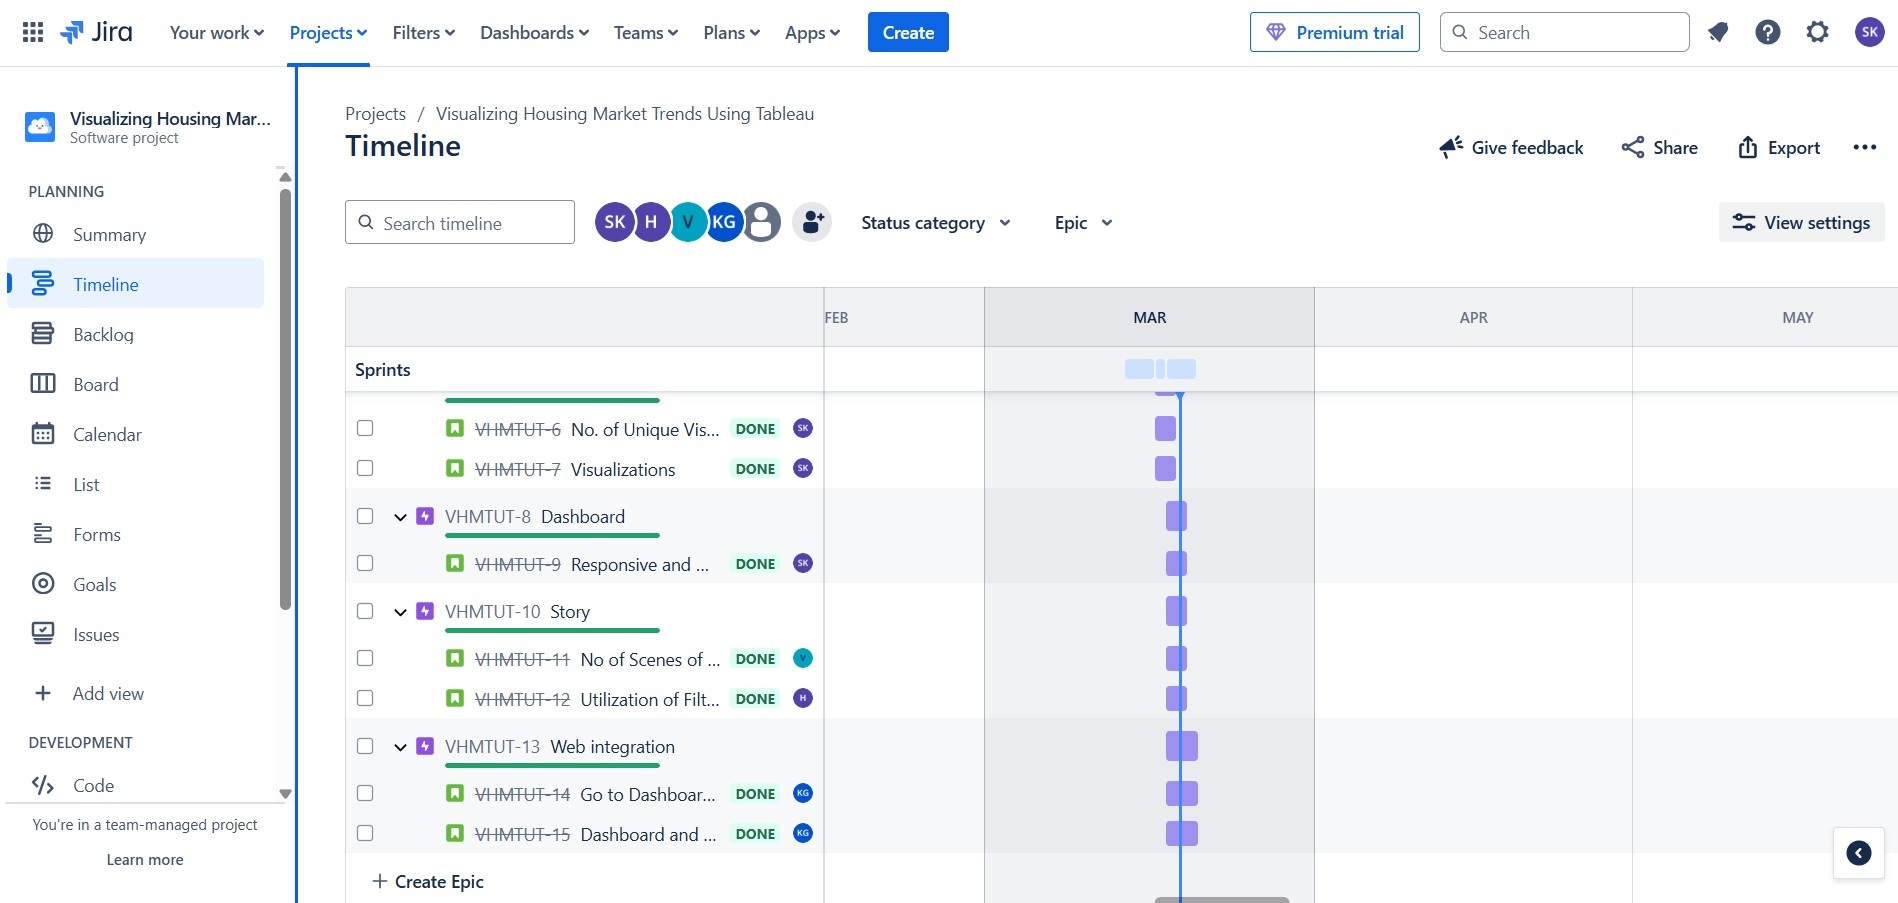 Jira Your work Projects Filters Dashboards Teams Plans Apps Create Premium trial Search SK
Visualizing Housing Mar...
Software project
PLANNING
Summary
Timeline
Backlog
Board
Calendar
List
Forms
Goals
Issues
Add view
DEVELOPMENT
Code
You're in a team-managed project
Learn more
Projects / Visualizing Housing Market Trends Using Tableau
Timeline
Give feedback Share Export
Search timeline SK H V KG Status category Epic View settings
FEB MAR APR MAY
Sprints
VHMTUT-6 No. of Unique Vis... DONE SK
VHMTUT-7 Visualizations DONE SK
VHMTUT-8 Dashboard
VHMTUT-9 Responsive and ... DONE SK
VHMTUT-10 Story
VHMTUT-11 No of Scenes of ... DONE V
VHMTUT-12 Utilization of Filt... DONE H
VHMTUT-13 Web integration
VHMTUT-14 Go to Dashboar... DONE KG
VHMTUT-15 Dashboard and ... DONE KG
+ Create Epic